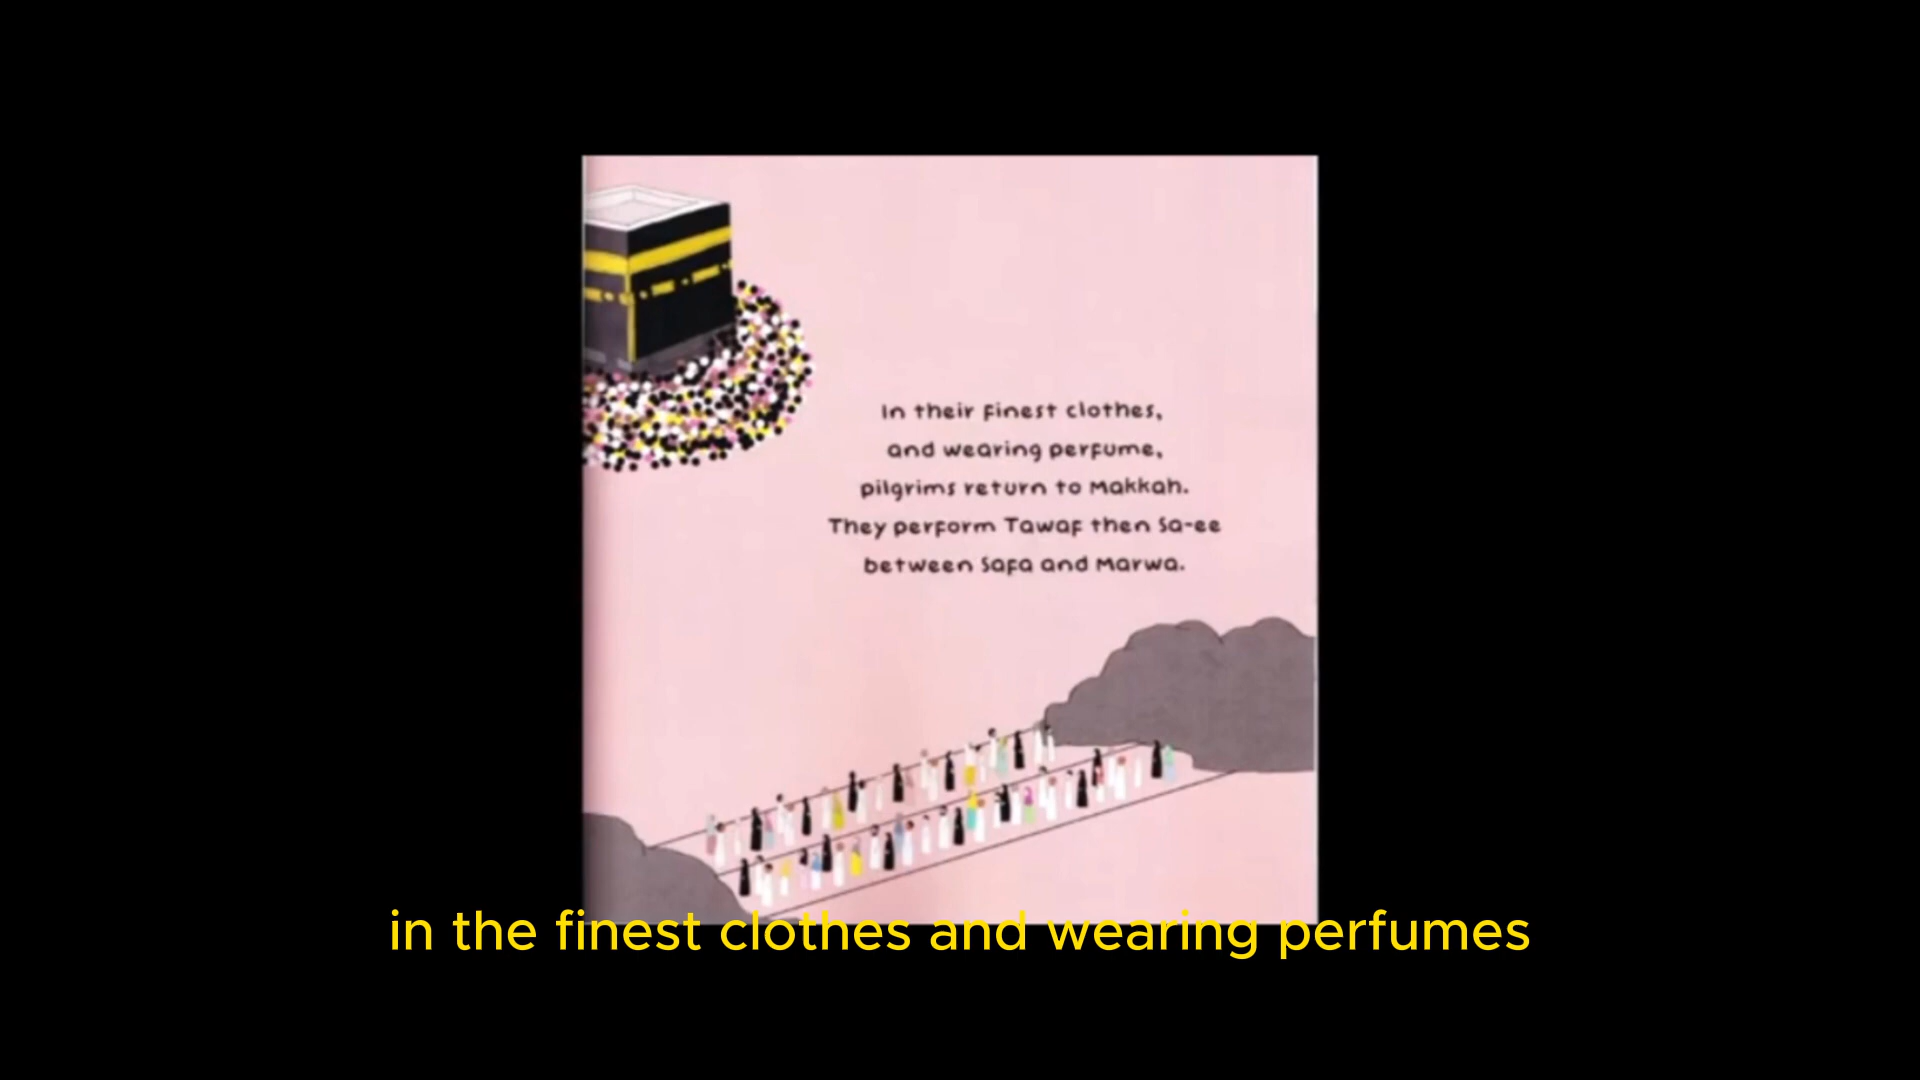 In their finest clothes,
and wearing perfume,
pilgrims return to Makkah.
They perform Tawaf then Sa-ee
between Safa and Marwa.
in the finest clothes and wearing perfumes